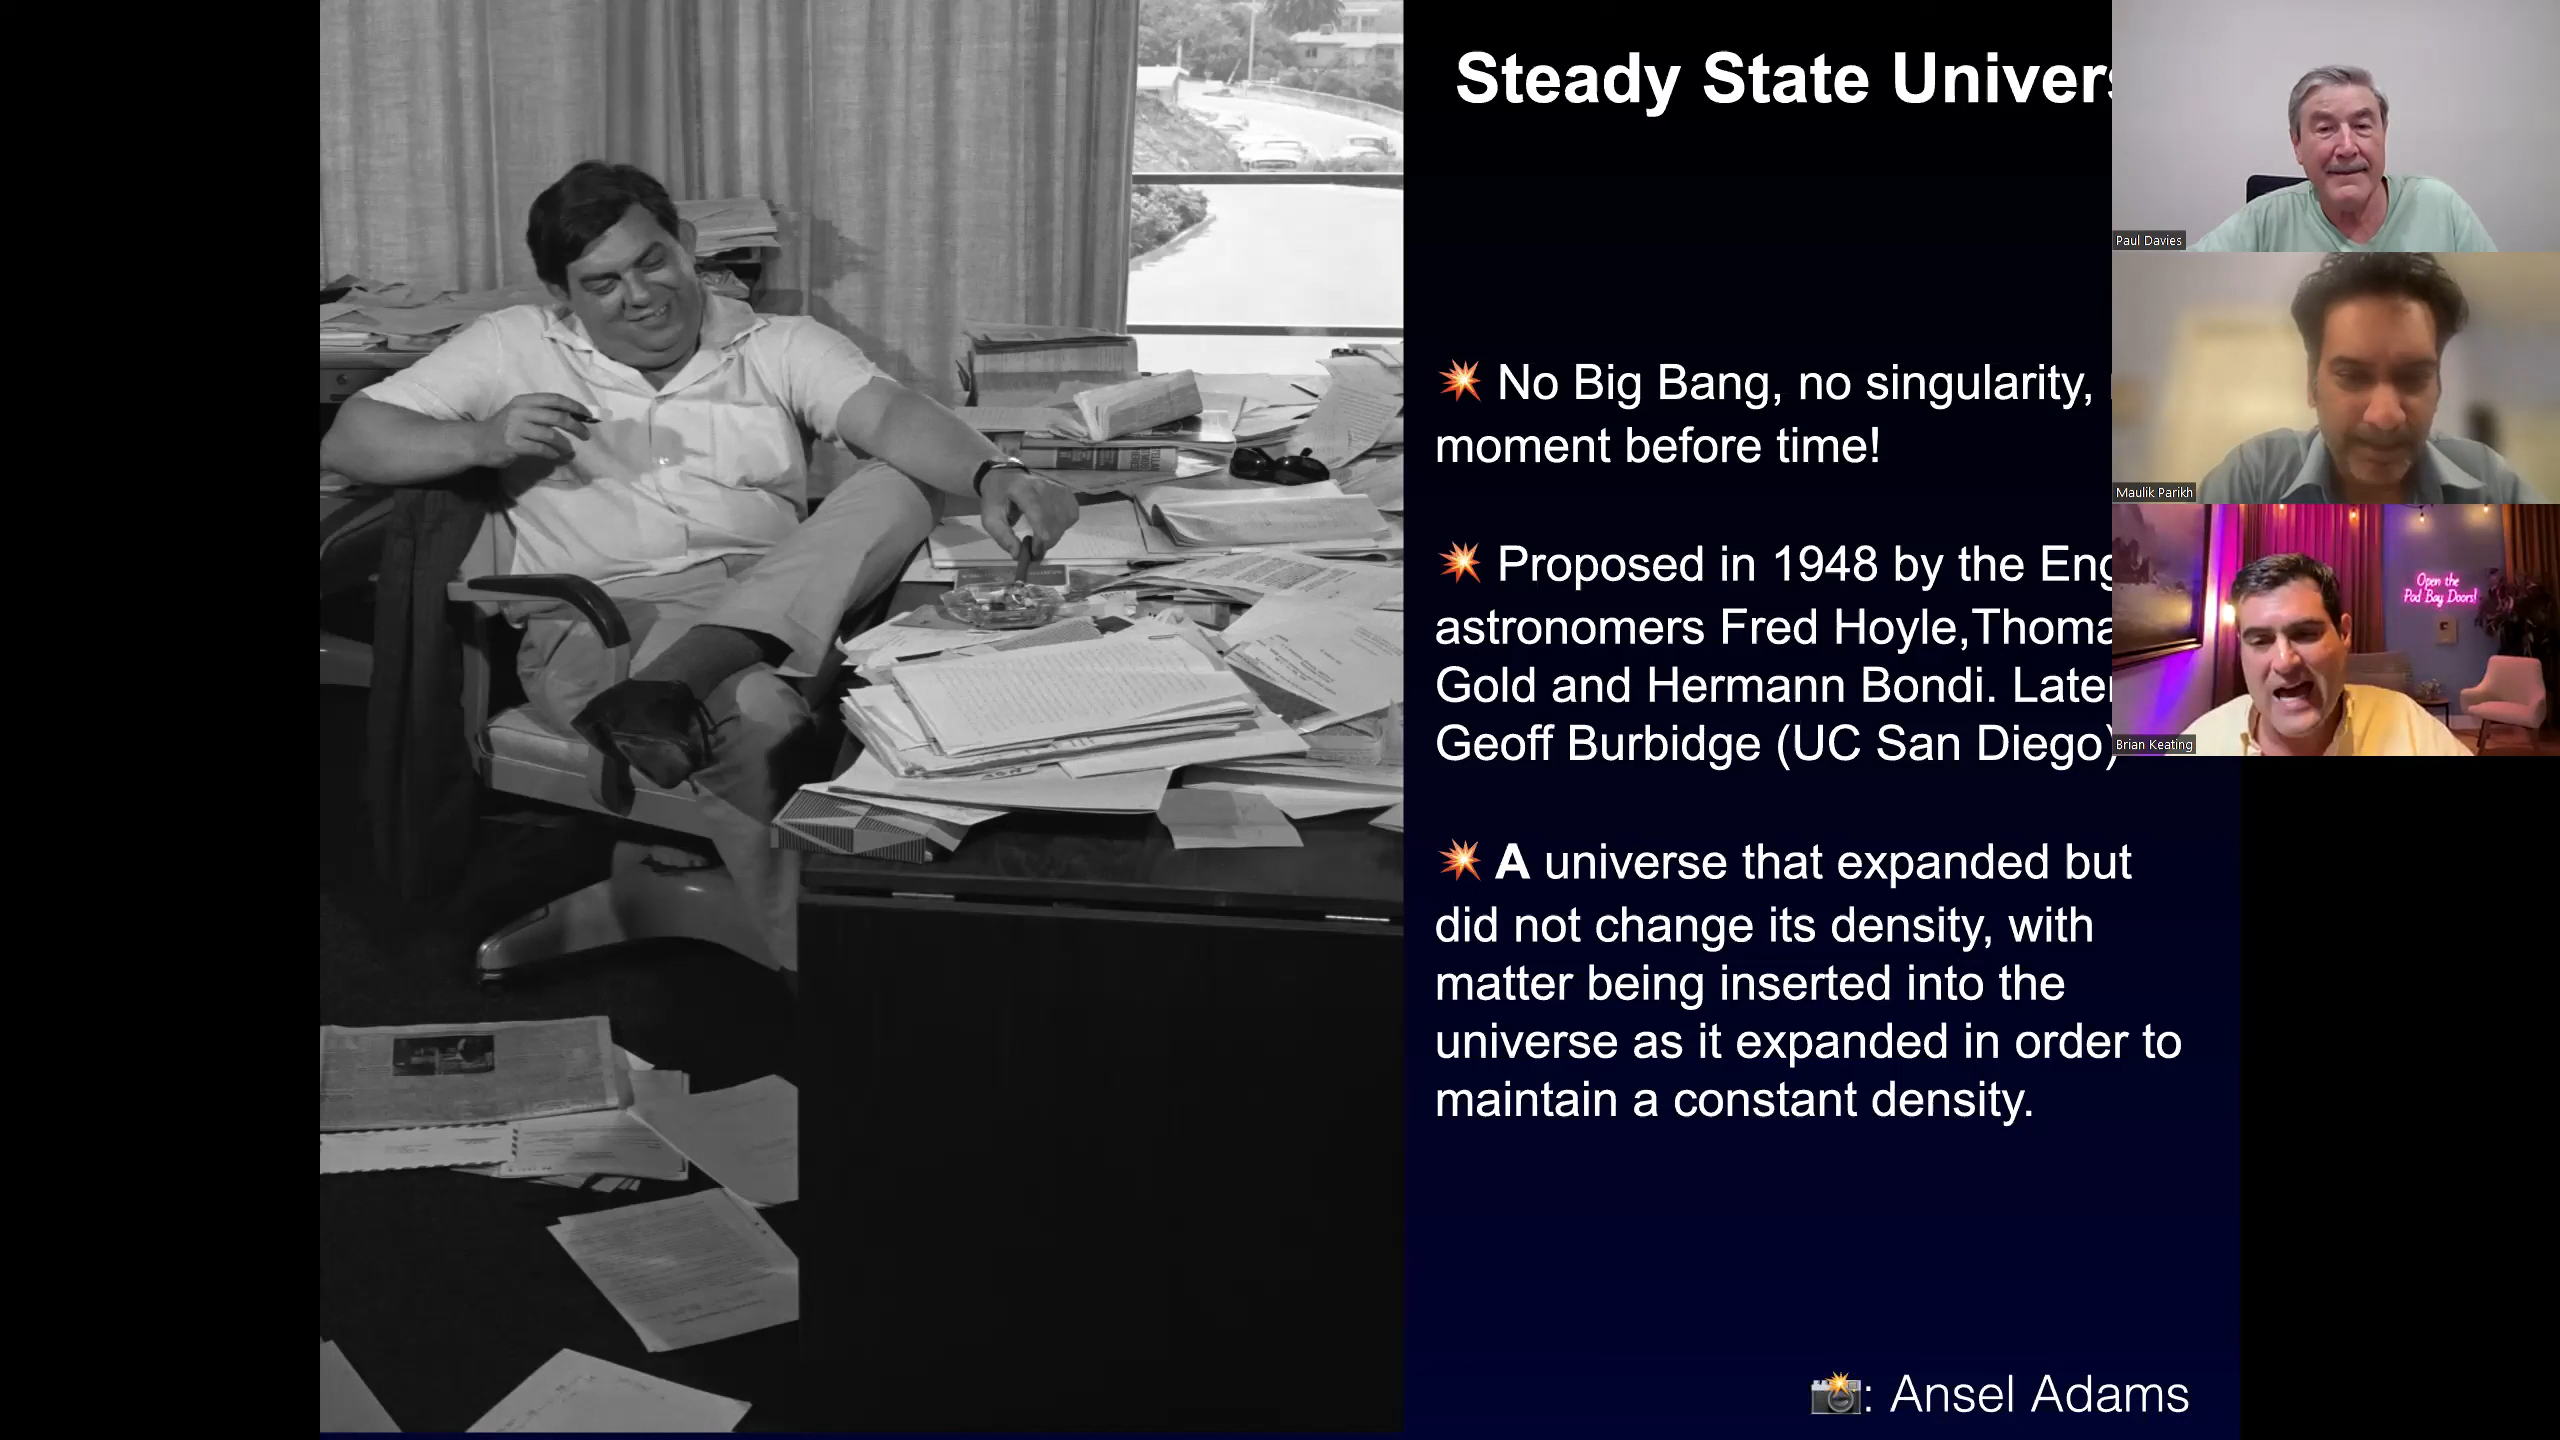 Steady State Univers
No Big Bang, no singularity,
moment before time!
Proposed in 1948 by the Eng
astronomers Fred Hoyle,Thoma
Gold and Hermann Bondi. Later
Geoff Burbidge (UC San Diego)
A universe that expanded but
did not change its density, with
matter being inserted into the
universe as it expanded in order to
maintain a constant density.
: Ansel Adams
Paul Davies
Maulik Parikh
Open the
Pod Bay Doors!
Brian Keating